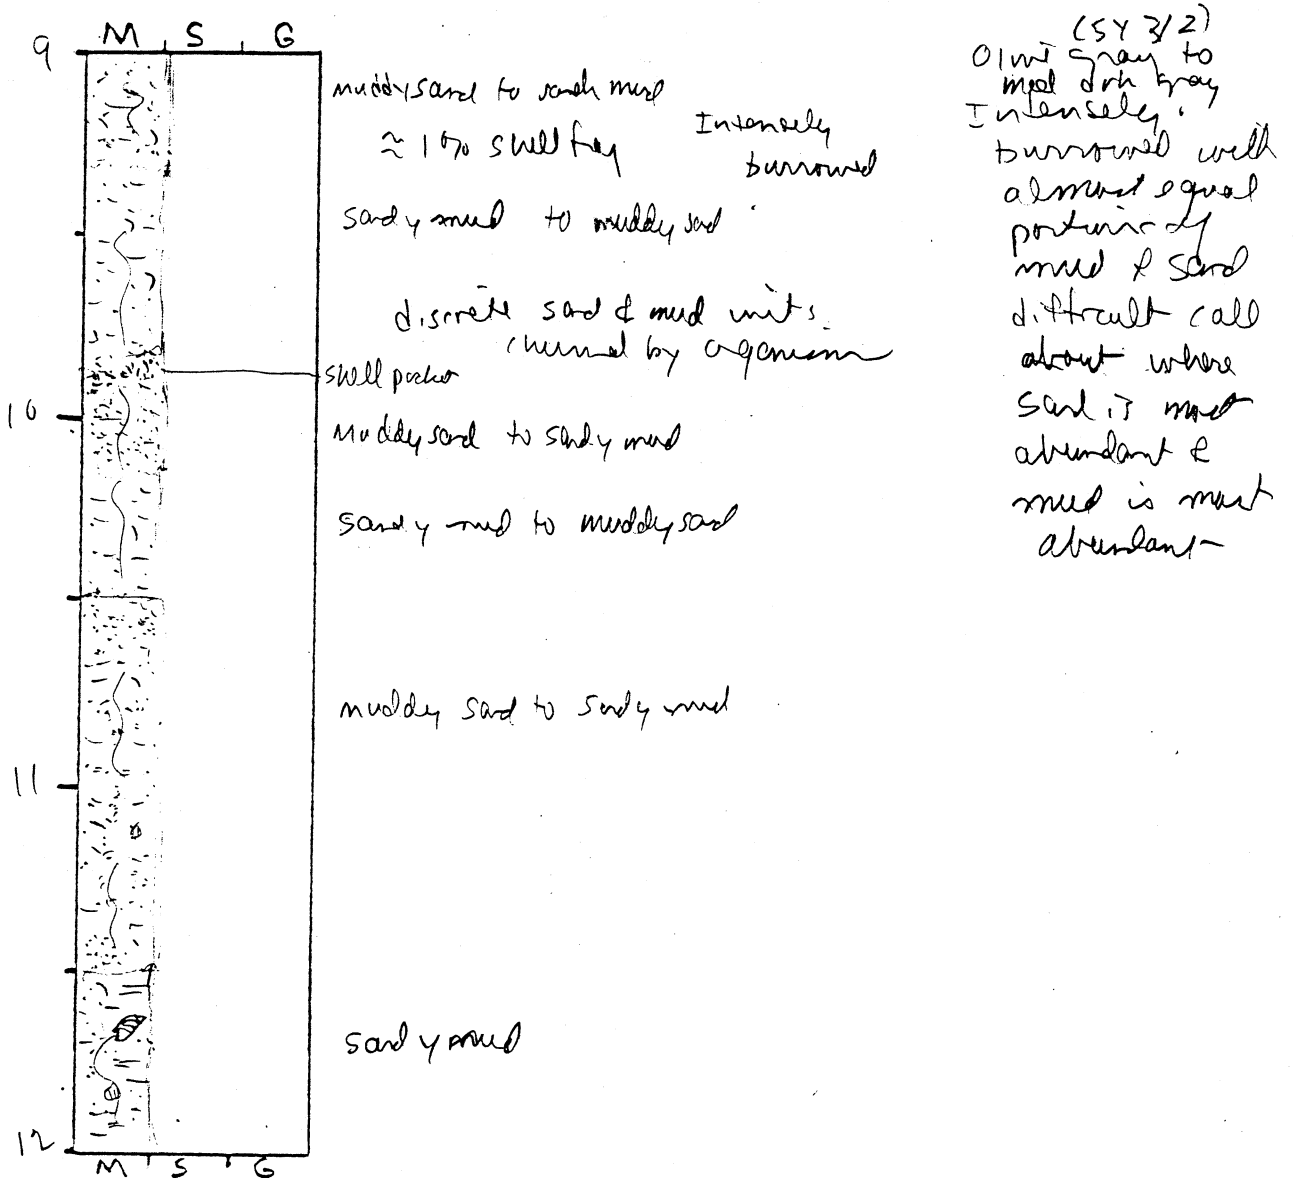 M S G
9
muddy sand to sandy mud
≈ 1% shell frag
Intensely
burrowed
sandy mud to muddy sand
discrete sand & mud units
churned by organism
shell pocket
10
Muddy sand to sandy mud
sandy mud to muddy sand
muddy sand to sandy mud
11
sandy mud
12
M S G
(5Y 3/2)
Olive gray to
med drk gray
Intensely
burrowed with
almost equal
portions of
mud & sand
difficult call
about where
sand is most
abundant &
mud is most
abundant